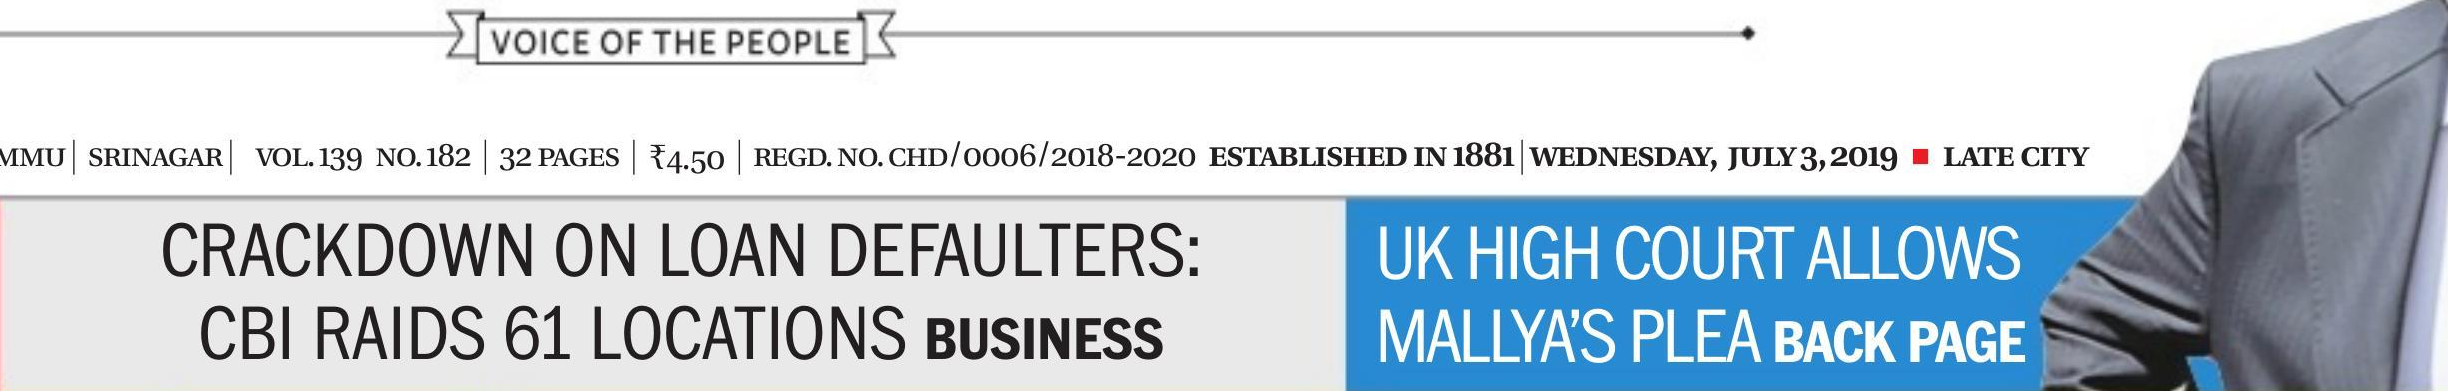 VOICE OF THE PEOPLE
MMU | SRINAGAR | VOL. 139 NO. 182 | 32 PAGES | ₹4.50 | REGD. NO. CHD/0006/2018-2020 ESTABLISHED IN 1881 | WEDNESDAY, JULY 3, 2019 ■ LATE CITY
CRACKDOWN ON LOAN DEFAULTERS:
CBI RAIDS 61 LOCATIONS BUSINESS
UK HIGH COURT ALLOWS
MALLYA'S PLEA BACK PAGE